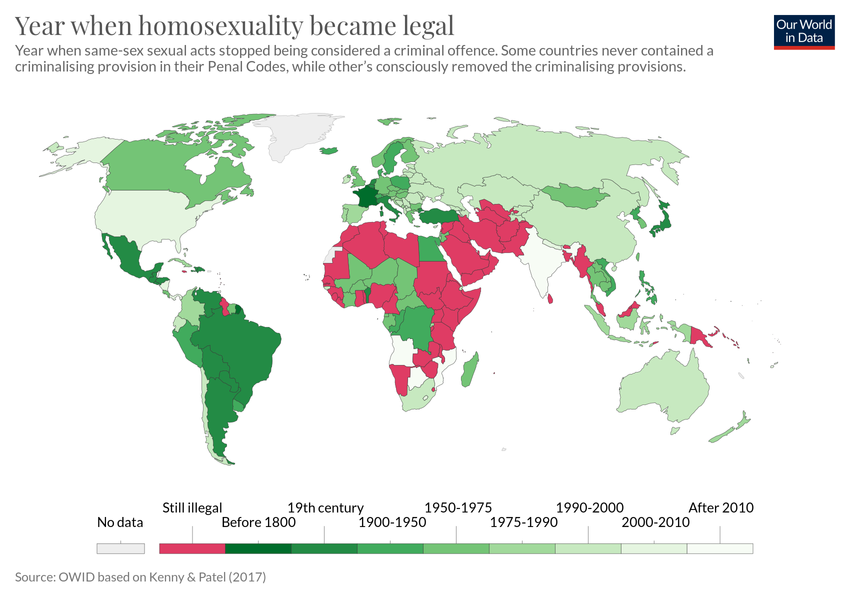 Year when homosexuality became legal
Our World
in Data
Year when same-sex sexual acts stopped being considered a criminal offence. Some countries never contained a
criminalising provision in their Penal Codes, while other's consciously removed the criminalising provisions.
Still illegal
19th century
1950-1975
1990-2000
After 2010
No data
Before 1800
1900-1950
1975-1990
2000-2010
Source: OWID based on Kenny & Patel (2017)